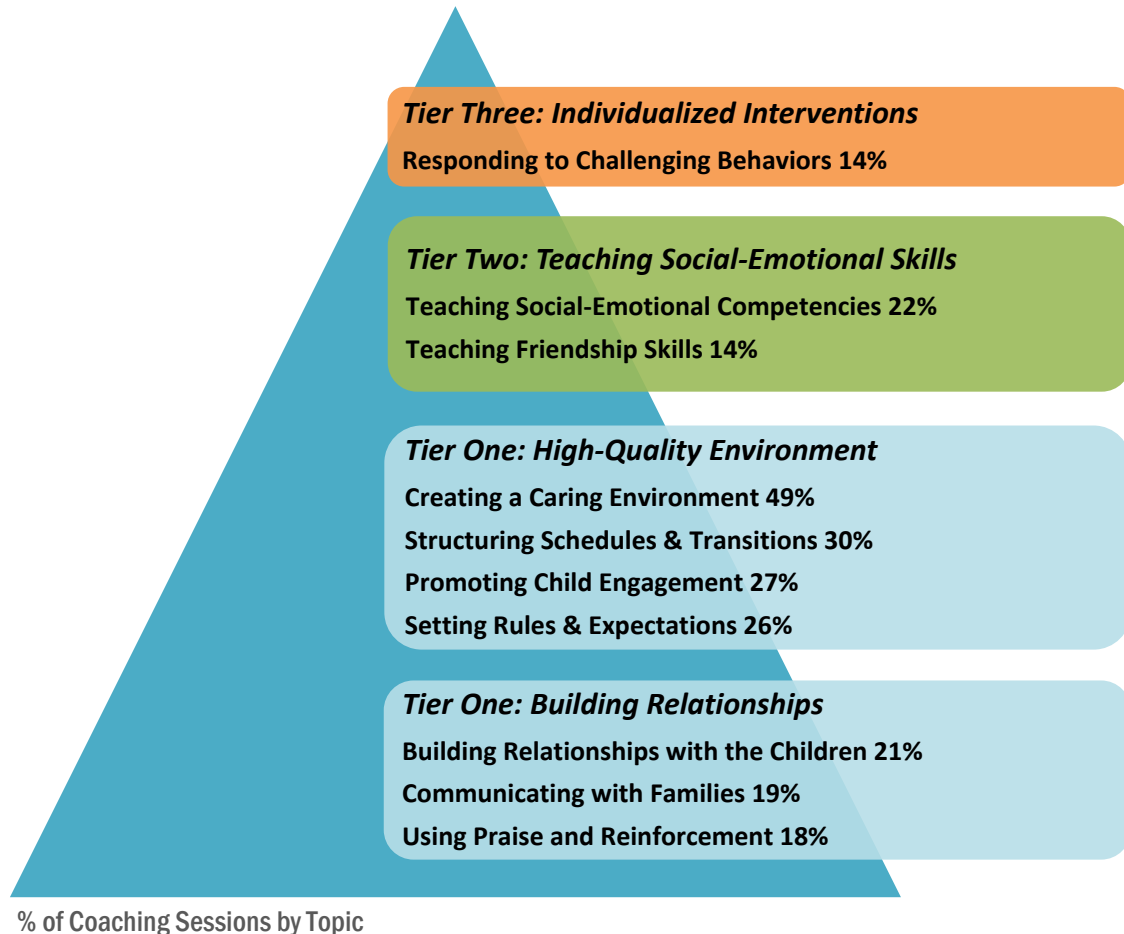 Tier Three: Individualized Interventions
Responding to Challenging Behaviors 14%
Tier Two: Teaching Social-Emotional Skills
Teaching Social-Emotional Competencies 22%
Teaching Friendship Skills 14%
Tier One: High-Quality Environment
Creating a Caring Environment 49%
Structuring Schedules & Transitions 30%
Promoting Child Engagement 27%
Setting Rules & Expectations 26%
Tier One: Building Relationships
Building Relationships with the Children 21%
Communicating with Families 19%
Using Praise and Reinforcement 18%
% of Coaching Sessions by Topic